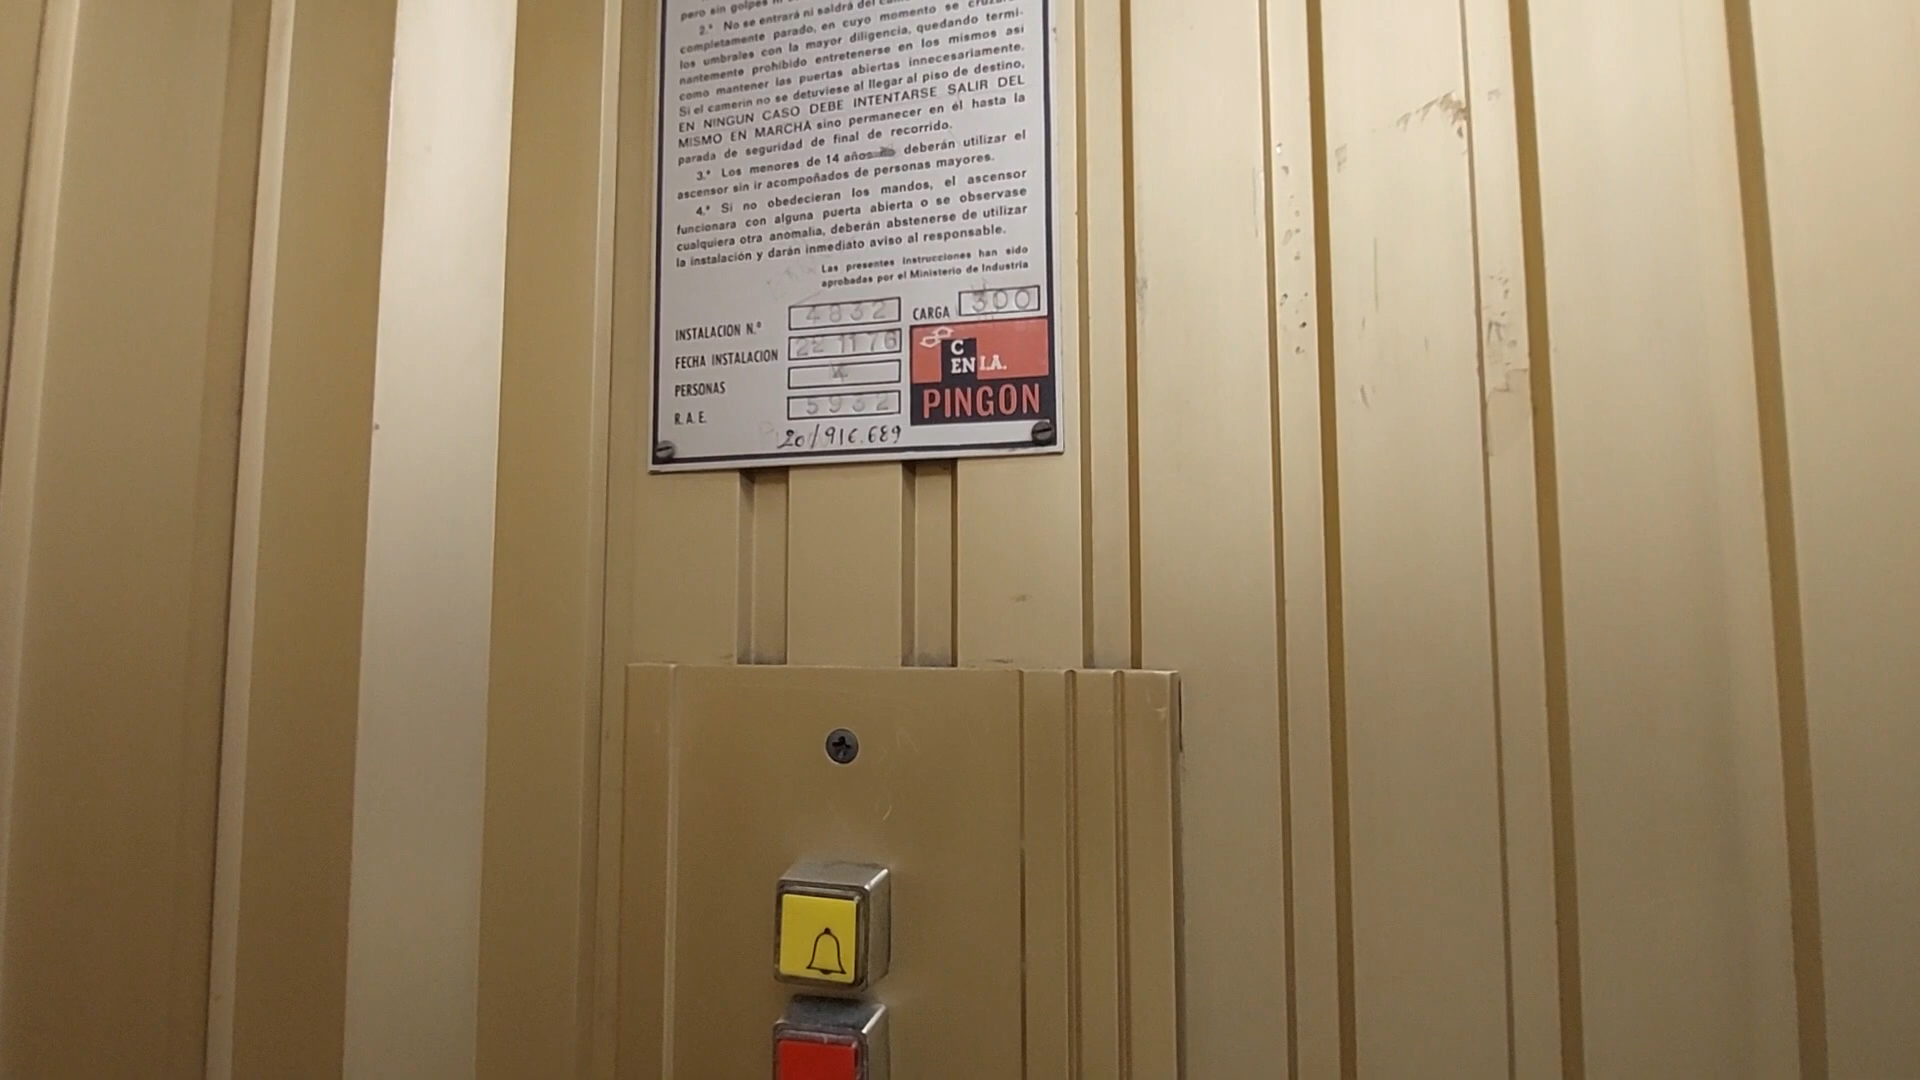 pero sin golpes ni
2.ª No se entrará ni saldrá del
completamente parado, en cuyo momento se
los umbrales con la mayor diligencia, quedando termi-
nantemente prohibido entretenerse en los mismos así
como mantener las puertas abiertas innecesariamente.
Si el camerin no se detuviese al llegar al piso de destino,
EN NINGUN CASO DEBE INTENTARSE SALIR DEL
MISMO EN MARCHA sino permanecer en él hasta la
parada de seguridad de final de recorrido.
3.ª Los menores de 14 años deberán utilizar el
ascensor sin ir acompoñados de personas mayores.
4.ª Si no obedecieran los mandos, el ascensor
funcionara con alguna puerta abierta o se observase
cualquiera otra anomalía, deberán abstenerse de utilizar
la instalación y darán inmediato aviso al responsable.
Las presentes Instrucciones han sido
aprobadas por el Ministerio de Industria
INSTALACION N.º 4832 CARGA 300
FECHA INSTALACION 22 11 76
PERSONAS 4
R. A. E. 5932
C
EN I.A.
PINGON
20/916.689